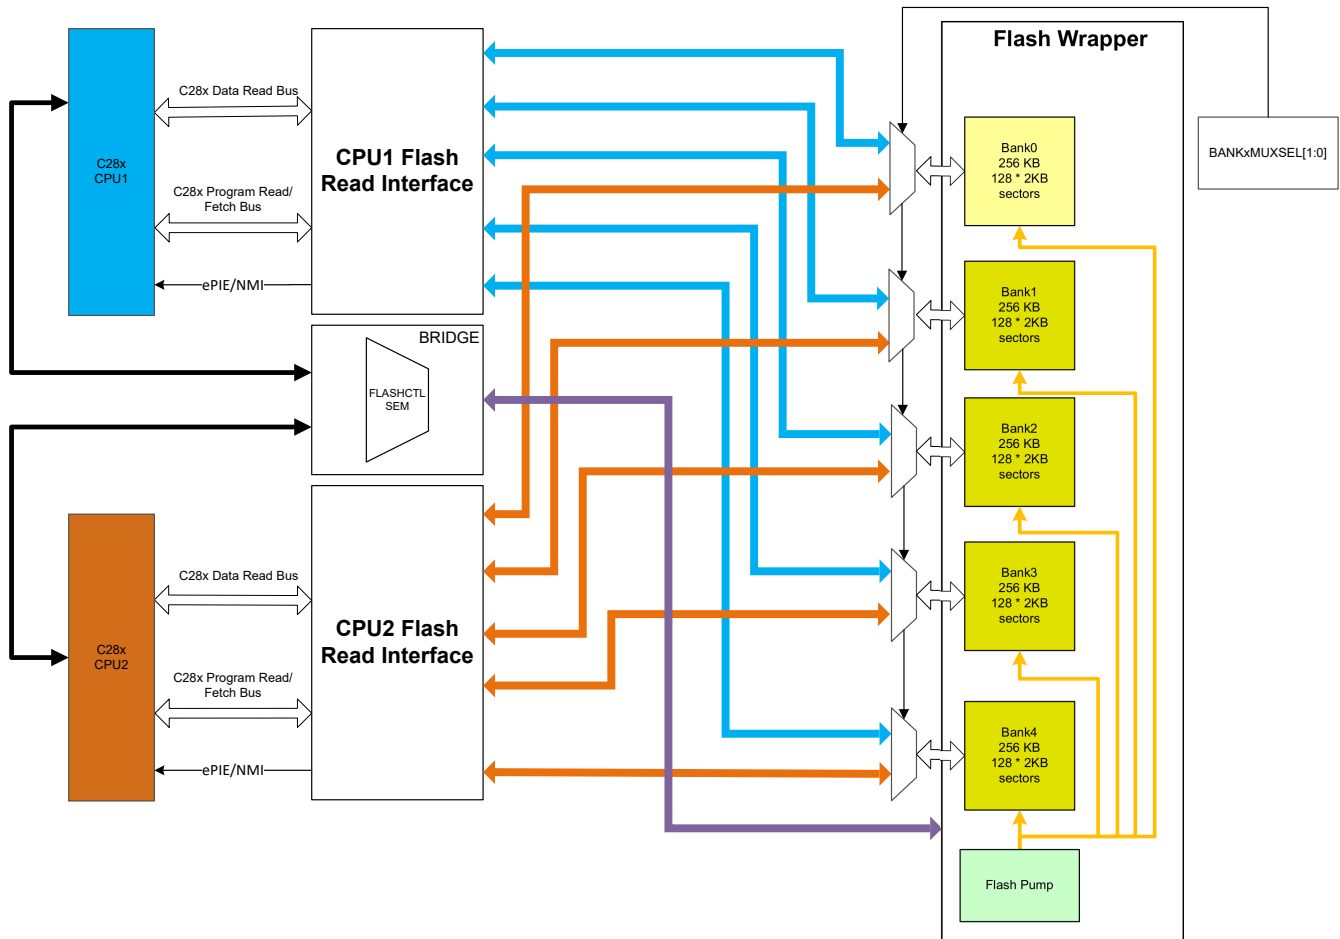 Flash Wrapper
C28x Data Read Bus
C28x
CPU1
CPU1 Flash
Read Interface
C28x Program Read/
Fetch Bus
ePIE/NMI
Bank0
256 KB
128 * 2KB
sectors
BANKxMUXSEL[1:0]
Bank1
256 KB
128 * 2KB
sectors
BRIDGE
FLASHCTL
SEM
Bank2
256 KB
128 * 2KB
sectors
C28x Data Read Bus
C28x
CPU2
CPU2 Flash
Read Interface
C28x Program Read/
Fetch Bus
ePIE/NMI
Bank3
256 KB
128 * 2KB
sectors
Bank4
256 KB
128 * 2KB
sectors
Flash Pump